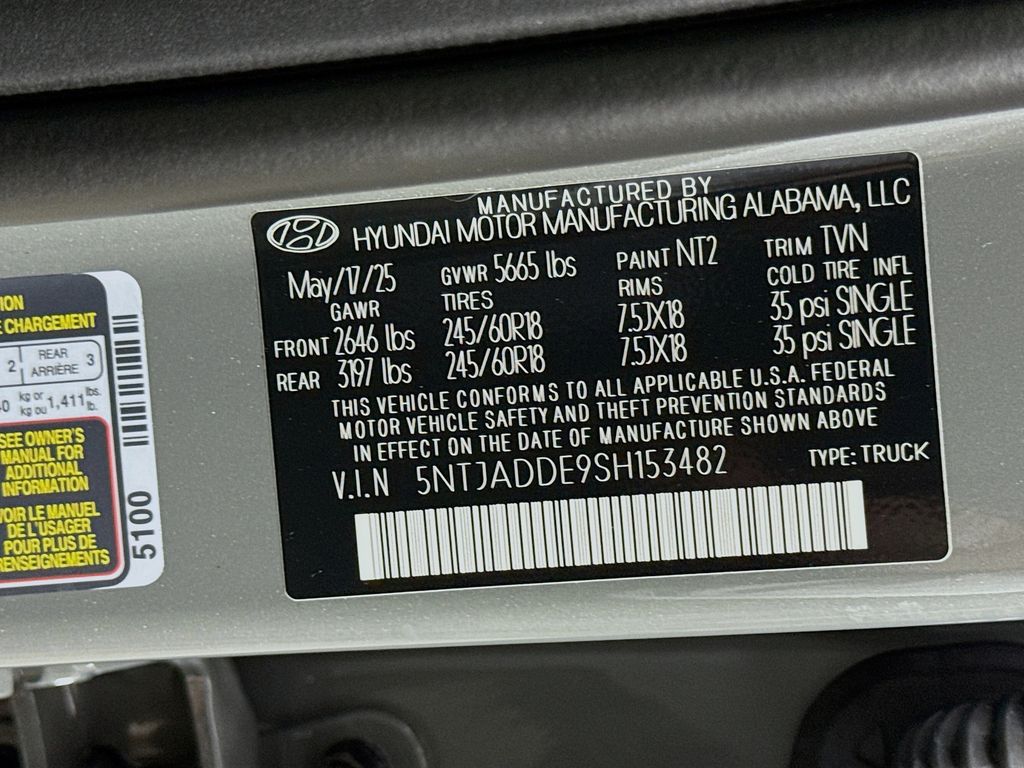 MANUFACTURED BY
HYUNDAI MOTOR MANUFACTURING ALABAMA, LLC
May/17/25 GVWR 5665 lbs PAINT NT2 TRIM TVN
GAWR TIRES RIMS COLD TIRE INFL
FRONT 2646 lbs 245/60R18 7.5JX18 35 psi SINGLE
REAR 3197 lbs 245/60R18 7.5JX18 35 psi SINGLE
THIS VEHICLE CONFORMS TO ALL APPLICABLE U.S.A. FEDERAL
MOTOR VEHICLE SAFETY AND THEFT PREVENTION STANDARDS
IN EFFECT ON THE DATE OF MANUFACTURE SHOWN ABOVE
V.I.N 5NTJADDE9SH153482 TYPE: TRUCK
CHARGEMENT
2 REAR ARRIÈRE 3
kg or kg ou 1,411 lbs. lb.
SEE OWNER'S
MANUAL FOR
ADDITIONAL
INFORMATION
VOIR LE MANUEL
DE L'USAGER
POUR PLUS DE
RENSEIGNEMENTS
5100